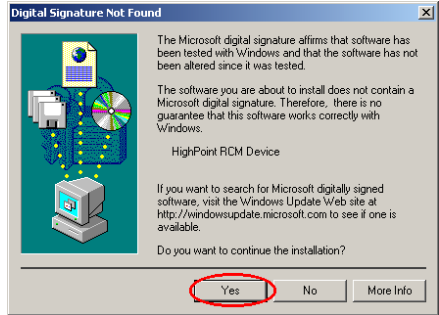 Digital Signature Not Found
The Microsoft digital signature affirms that software has
been tested with Windows and that the software has not
been altered since it was tested.
The software you are about to install does not contain a
Microsoft digital signature. Therefore, there is no
guarantee that this software works correctly with
Windows.
HighPoint RCM Device
If you want to search for Microsoft digitally signed
software, visit the Windows Update Web site at
http://windowsupdate.microsoft.com to see if one is
available.
Do you want to continue the installation?
Yes No More Info